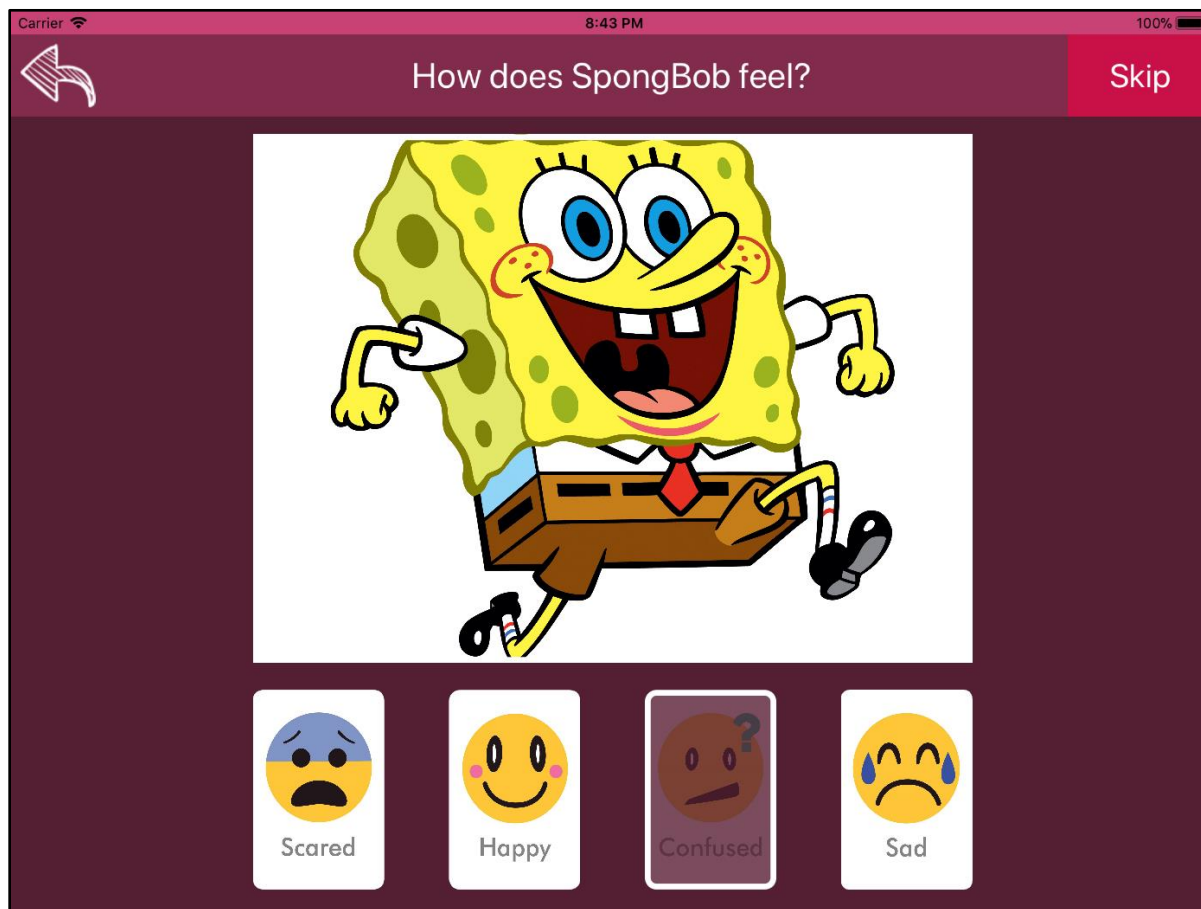 Carrier 8:43 PM 100%
How does SpongBob feel? Skip
Scared Happy Confused Sad